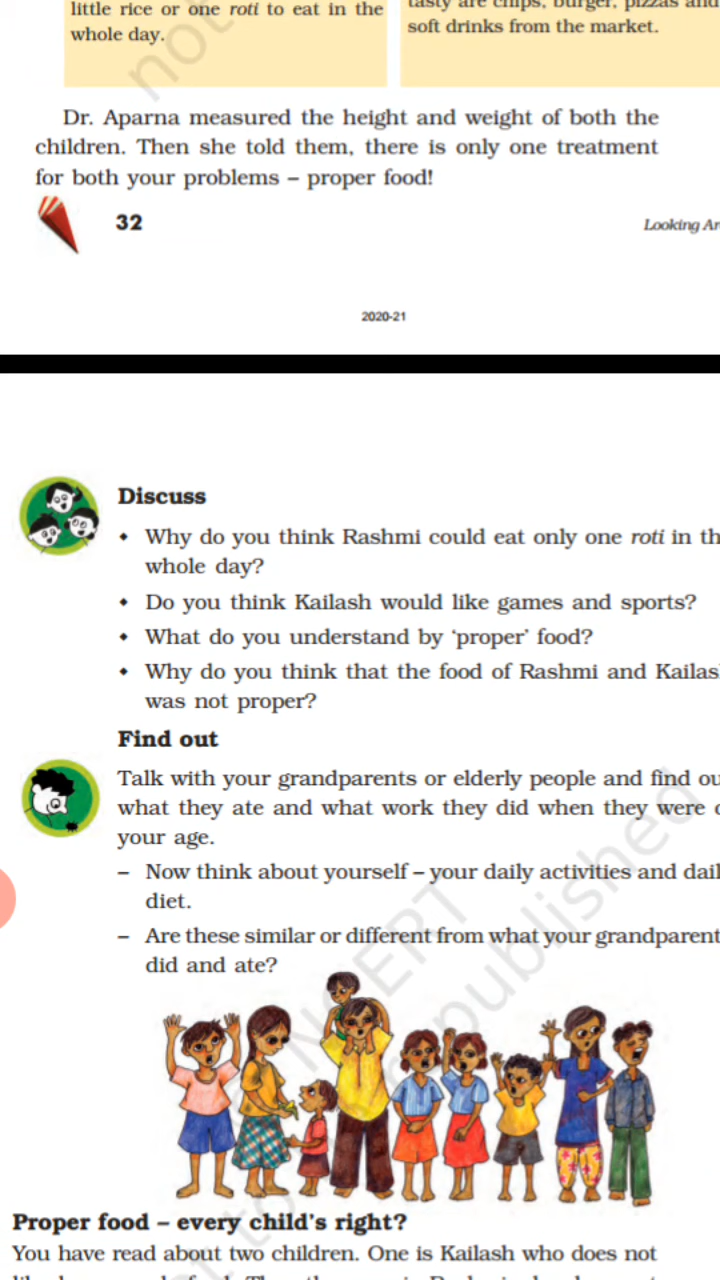 little rice or one roti to eat in the
whole day.
tasty are chips, burger, pizzas and
soft drinks from the market.
Dr. Aparna measured the height and weight of both the
children. Then she told them, there is only one treatment
for both your problems – proper food!
32
Looking
2020-21
Discuss
• Why do you think Rashmi could eat only one roti in
whole day?
• Do you think Kailash would like games and sports?
• What do you understand by ‘proper’ food?
• Why do you think that the food of Rashmi and
was not proper?
Find out
Talk with your grandparents or elderly people and find
what they ate and what work they did when they were
your age.
– Now think about yourself – your daily activities and
diet.
– Are these similar or different from what your
did and ate?
Proper food – every child’s right?
You have read about two children. One is Kailash who does not